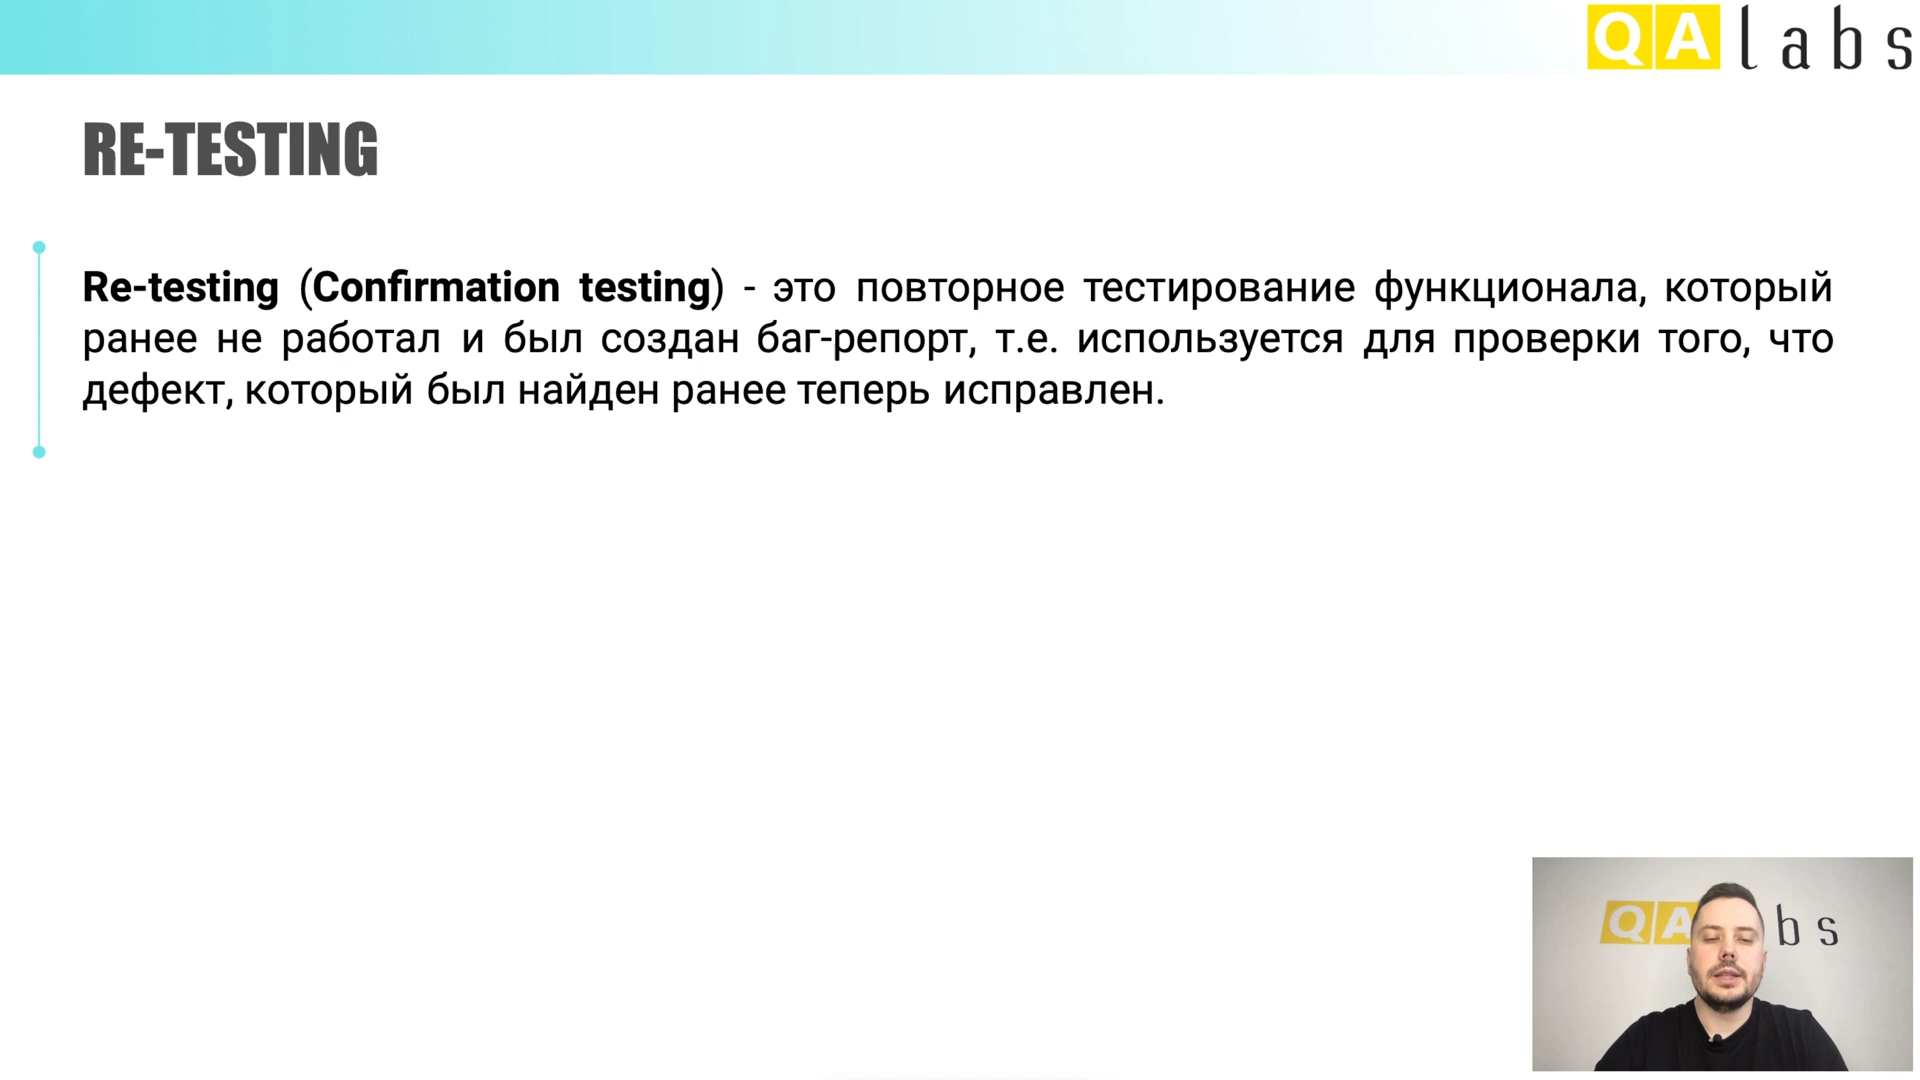 QA labs
RE-TESTING
Re-testing (Confirmation testing) - это повторное тестирование функционала, который
ранее не работал и был создан баг-репорт, т.е. используется для проверки того, что
дефект, который был найден ранее теперь исправлен.
QA bs